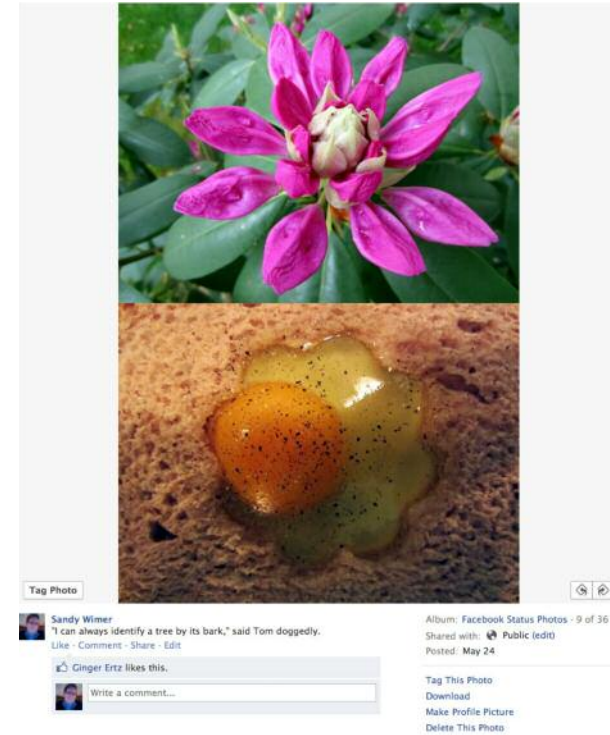 Tag Photo
Sandy Wimer
"I can always identify a tree by its bark," said Tom doggedly.
Like · Comment · Share · Edit
Ginger Ertz likes this.
Write a comment...
Album: Facebook Status Photos · 9 of 36
Shared with: Public (edit)
Posted: May 24
Tag This Photo
Download
Make Profile Picture
Delete This Photo